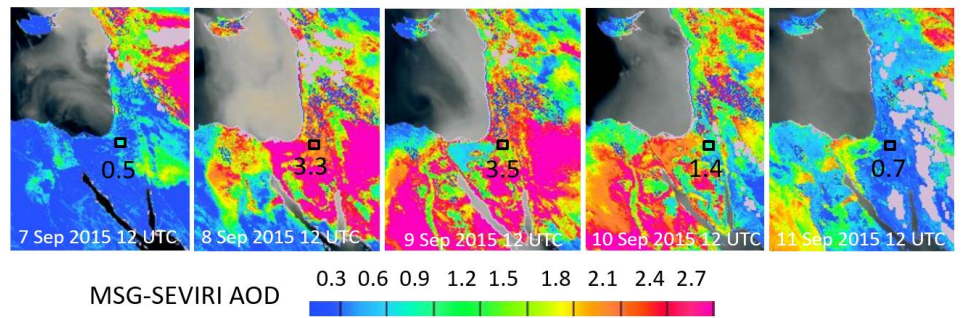 0.5
3.3
3.5
1.4
0.7
7 Sep 2015 12 UTC
8 Sep 2015 12 UTC
9 Sep 2015 12 UTC
10 Sep 2015 12 UTC
11 Sep 2015 12 UTC
0.3 0.6 0.9 1.2 1.5 1.8 2.1 2.4 2.7
MSG-SEVIRI AOD